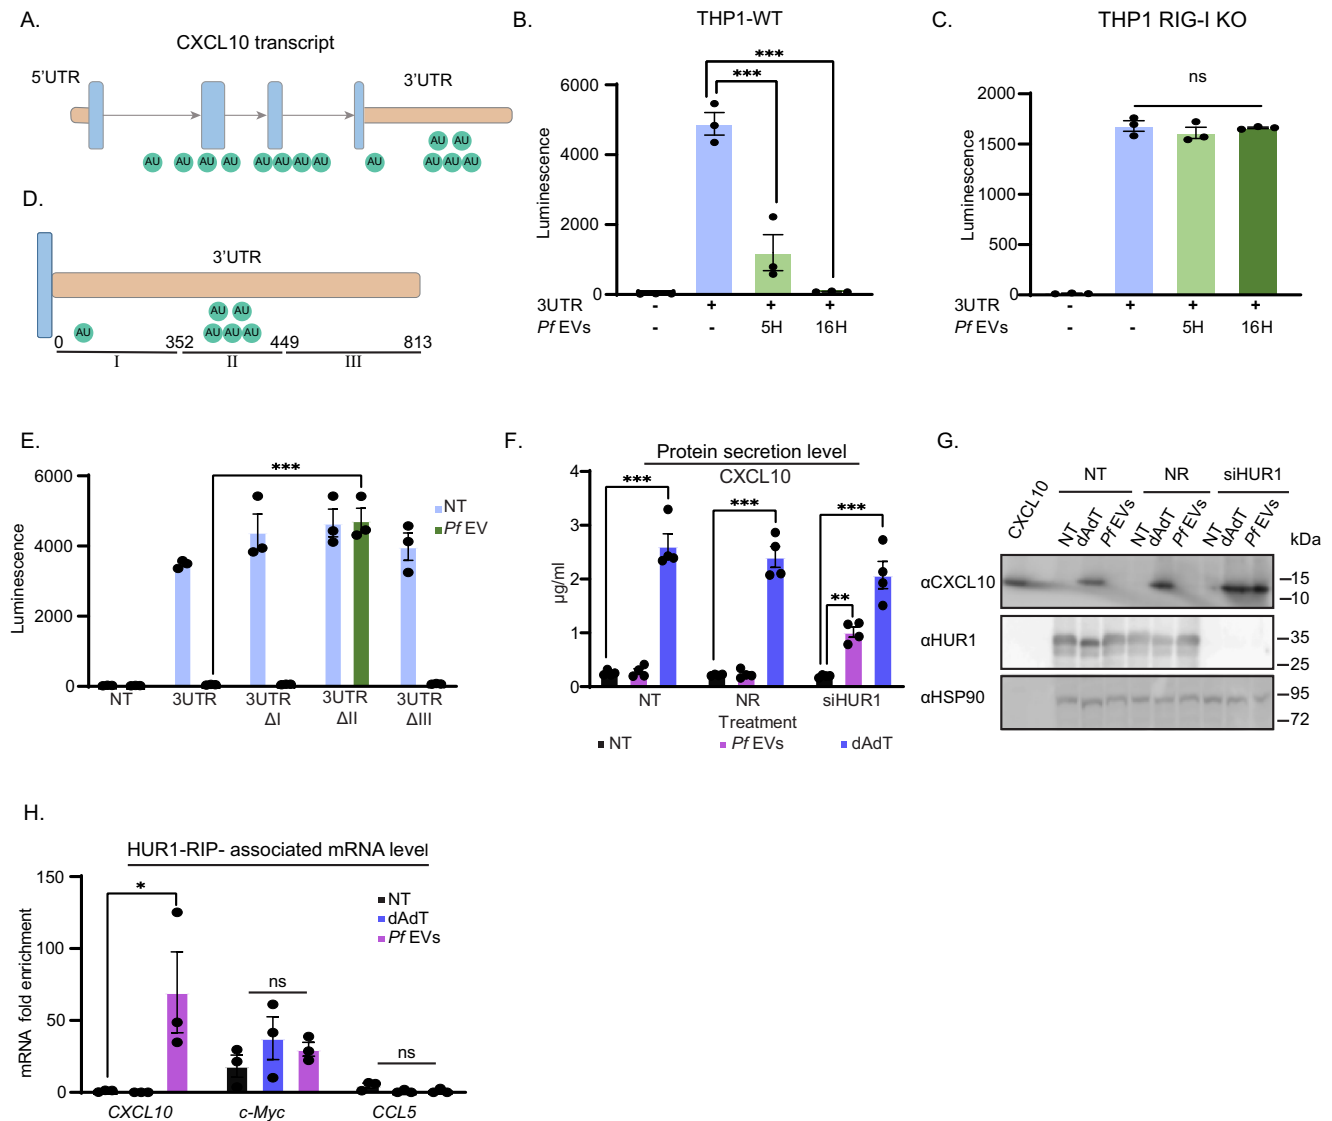 A.
CXCL10 transcript
5'UTR
3'UTR
AU AU
AU AU AU AU AU AU AU AU AU AU AU AU
B.
THP1-WT
***
***
Luminescence
6000
4000
2000
0
3UTR - + + +
Pf EVs - - 5H 16H
C.
THP1 RIG-I KO
ns
Luminescence
2000
1500
1000
500
0
3UTR - + + +
Pf EVs - - 5H 16H
D.
3'UTR
AU AU
AU AU AU AU
0 352 449 813
I II III
E.
***
Luminescence
6000
4000
2000
0
NT
Pf EV
NT 3UTR 3UTR 3UTR 3UTR
ΔI ΔII ΔIII
F.
Protein secretion level
CXCL10
*** *** ***
**
µg/ml
4
3
2
1
0
NT NR siHUR1
Treatment
NT Pf EVs dAdT
G.
CXCL10
NT NR siHUR1
NT dAdT Pf EVs NT dAdT Pf EVs NT dAdT Pf EVs
kDa
αCXCL10
–15
–10
αHUR1
–35
–25
αHSP90
–95
–72
H.
HUR1-RIP- associated mRNA level
mRNA fold enrichment
150
100
50
0
*
ns
ns
NT
dAdT
Pf EVs
CXCL10 c-Myc CCL5